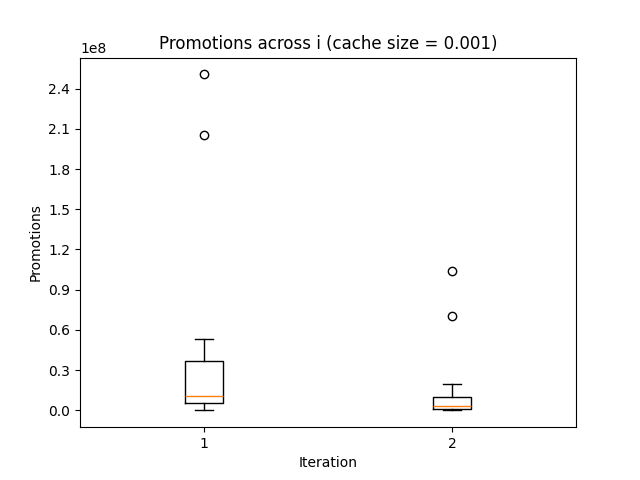 Promotions across i (cache size = 0.001)
1e8
2.4
2.1
1.8
1.5
1.2
0.9
0.6
0.3
0.0
Promotions
1 2
Iteration